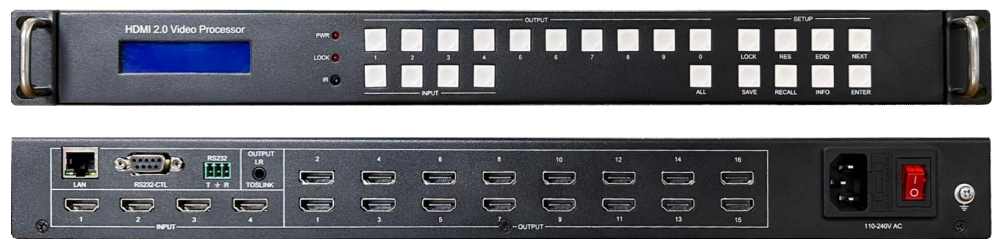 OUTPUT
SETUP
HDMI 2.0 Video Processor
PWR
LOCK
IR
1 2 3 4 5 6 7 8 9 0
LOCK RES EDID NEXT
INPUT
ALL
SAVE RECALL INFO ENTER
OUTPUT
LR
RS232
2 4 6 8 10 12 14 16
LAN
RS232-CTL
T R
TOSLINK
1 2 3 4
INPUT
1 3 5 7 9 11 13 15
OUTPUT
I
O
110-240V AC